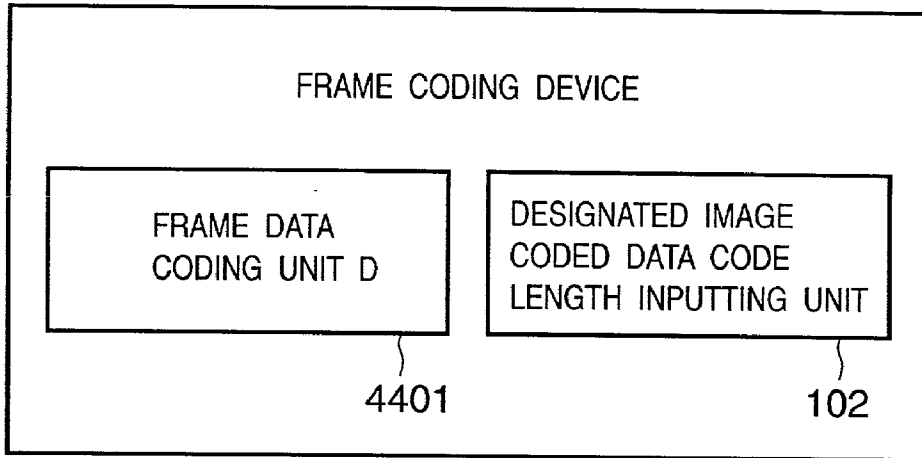 FRAME CODING DEVICE
FRAME DATA
CODING UNIT D
4401
DESIGNATED IMAGE
CODED DATA CODE
LENGTH INPUTTING UNIT
102